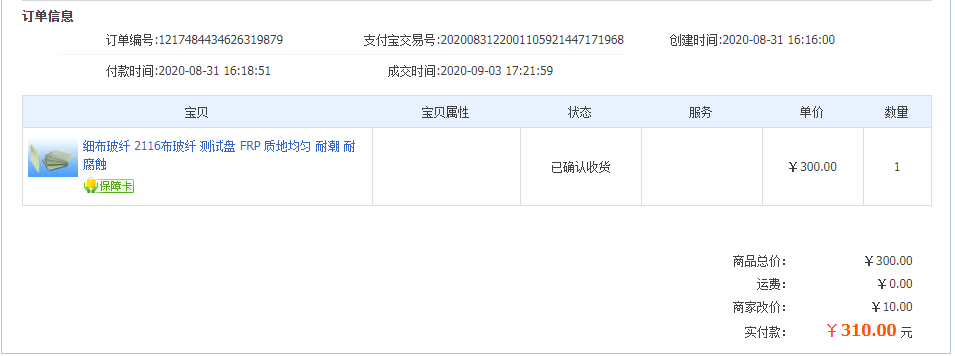 订单信息
订单编号:1217484434626319879 支付宝交易号:2020083122001105921447171968 创建时间:2020-08-31 16:16:00
付款时间:2020-08-31 16:18:51 成交时间:2020-09-03 17:21:59
宝贝 宝贝属性 状态 服务 单价 数量
细布玻纤 2116布玻纤 测试盘 FRP 质地均匀 耐潮 耐
腐蚀
保障卡
已确认收货 ￥300.00 1
商品总价： ￥300.00
运费： ￥0.00
商家改价： ￥10.00
实付款： ￥310.00 元